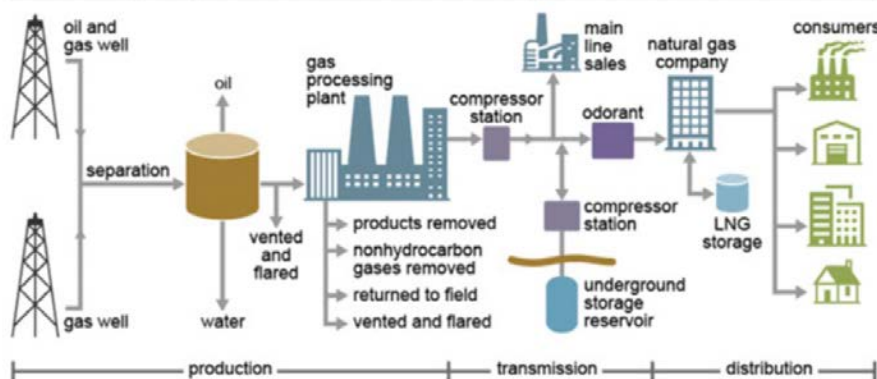 oil and
gas well
gas well
separation
oil
water
vented
and
flared
gas
processing
plant
products removed
nonhydrocarbon
gases removed
returned to field
vented and flared
compressor
station
main
line
sales
odorant
compressor
station
underground
storage
reservoir
natural gas
company
LNG
storage
consumers
production
transmission
distribution